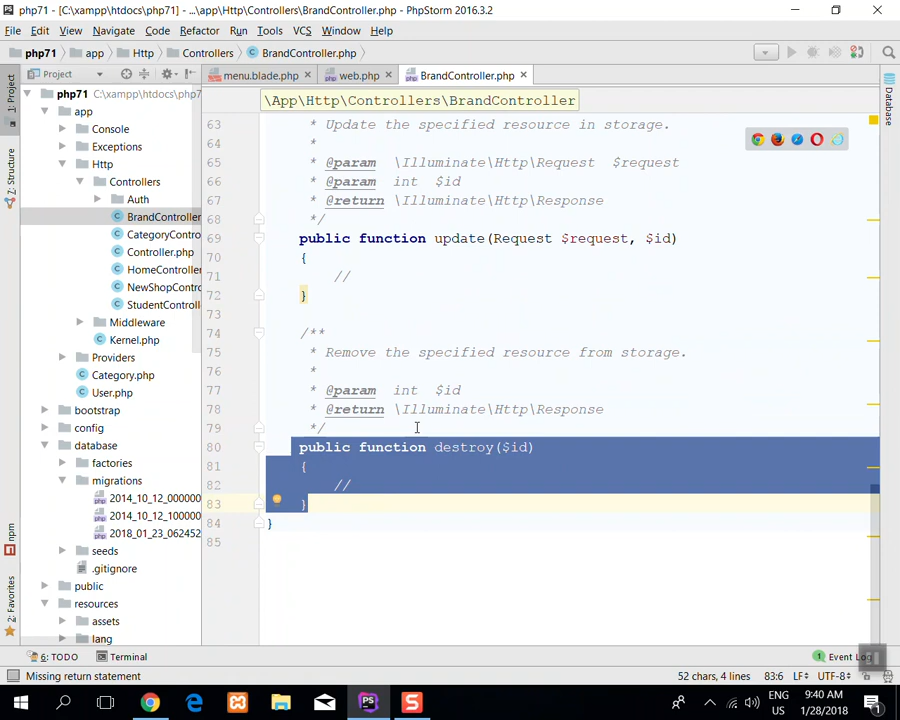 php71 - [C:\xampp\htdocs\php71] - ...\app\Http\Controllers\BrandController.php - PhpStorm 2016.3.2
File Edit View Navigate Code Refactor Run Tools VCS Window Help
php71 app Http Controllers BrandController.php
Project menu.blade.php web.php BrandController.php
1: Project
7: Structure
npm
2: Favorites
Database
\App\Http\Controllers\BrandController
php71 C:\xampp\htdocs\php7
app
Console
Exceptions
Http
Controllers
Auth
BrandController
CategoryContro
Controller.php
HomeController
NewShopContro
StudentControll
Middleware
Kernel.php
Providers
Category.php
User.php
bootstrap
config
database
factories
migrations
2014_10_12_000000
2014_10_12_100000
2018_01_23_062452
seeds
.gitignore
public
resources
assets
lang
63 * Update the specified resource in storage.
64 *
65 * @param \Illuminate\Http\Request $request
66 * @param int $id
67 * @return \Illuminate\Http\Response
68 */
69 public function update(Request $request, $id)
70 {
71 //
72 }
73
74 /**
75 * Remove the specified resource from storage.
76 *
77 * @param int $id
78 * @return \Illuminate\Http\Response
79 */
80 public function destroy($id)
81 {
82 //
83 }
84 }
85
6: TODO Terminal 1 Event Log
Missing return statement 52 chars, 4 lines 83:6 LF UTF-8
ENG 9:40 AM
US 1/28/2018
1